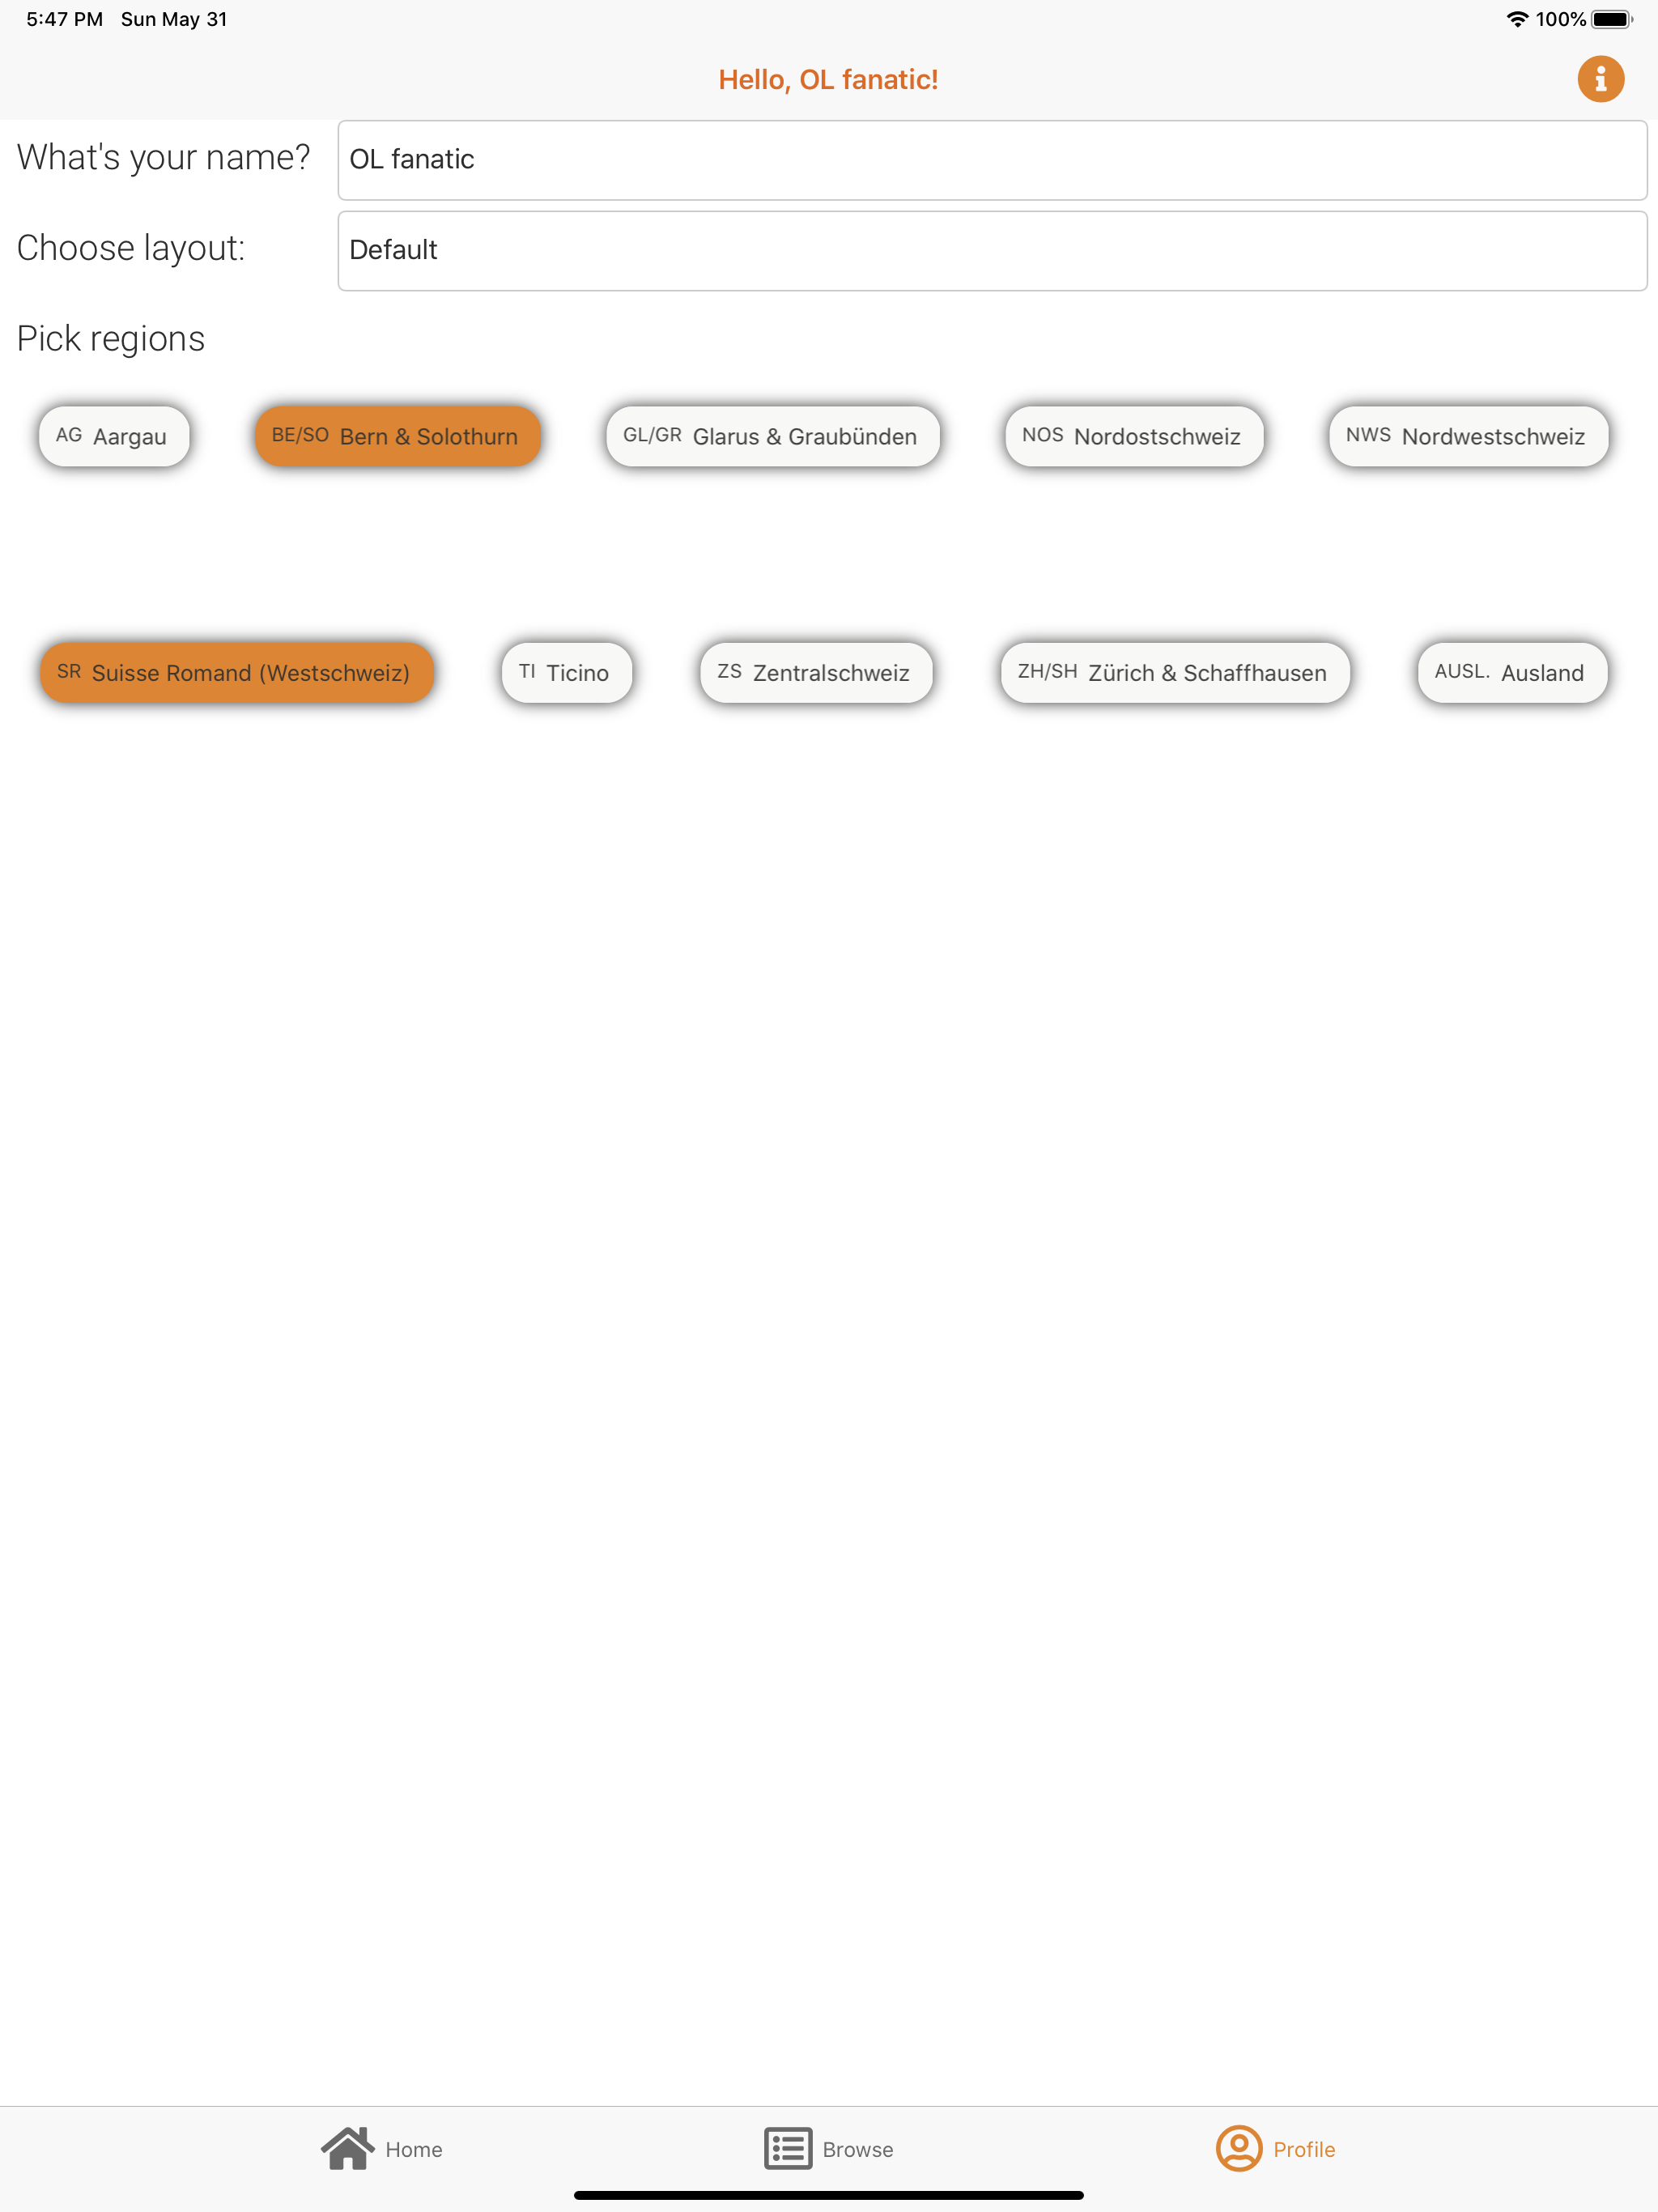 5:47 PM Sun May 31 100%
Hello, OL fanatic!
What's your name? OL fanatic
Choose layout: Default
Pick regions
AG Aargau BE/SO Bern & Solothurn GL/GR Glarus & Graubünden NOS Nordostschweiz NWS Nordwestschweiz
SR Suisse Romand (Westschweiz) TI Ticino ZS Zentralschweiz ZH/SH Zürich & Schaffhausen AUSL. Ausland
Home Browse Profile